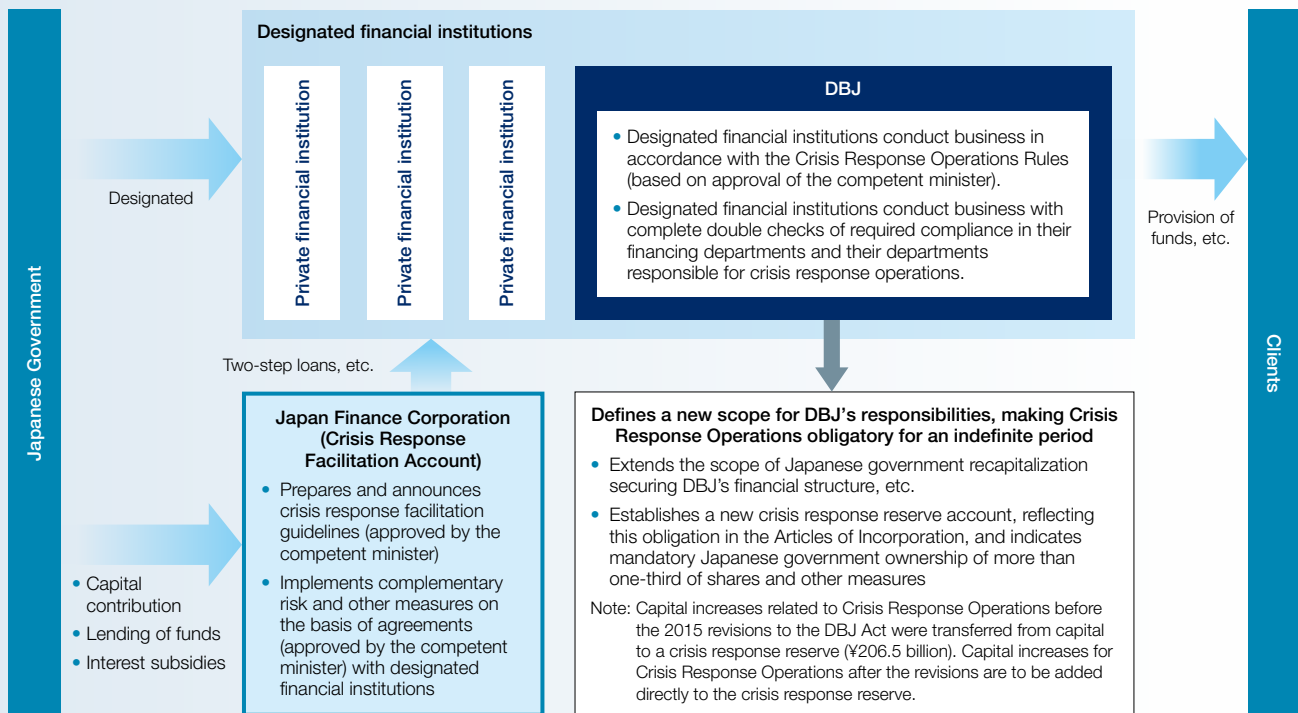 Japanese Government
Designated
• Capital
contribution
• Lending of funds
• Interest subsidies
Designated financial institutions
Private financial institution
Private financial institution
Private financial institution
DBJ
• Designated financial institutions conduct business in
accordance with the Crisis Response Operations Rules
(based on approval of the competent minister).
• Designated financial institutions conduct business with
complete double checks of required compliance in their
financing departments and their departments
responsible for crisis response operations.
Provision of
funds, etc.
Clients
Two-step loans, etc.
Japan Finance Corporation
(Crisis Response
Facilitation Account)
• Prepares and announces
crisis response facilitation
guidelines (approved by the
competent minister)
• Implements complementary
risk and other measures on
the basis of agreements
(approved by the competent
minister) with designated
financial institutions
Defines a new scope for DBJ’s responsibilities, making Crisis
Response Operations obligatory for an indefinite period
• Extends the scope of Japanese government recapitalization
securing DBJ’s financial structure, etc.
• Establishes a new crisis response reserve account, reflecting
this obligation in the Articles of Incorporation, and indicates
mandatory Japanese government ownership of more than
one-third of shares and other measures
Note: Capital increases related to Crisis Response Operations before
the 2015 revisions to the DBJ Act were transferred from capital
to a crisis response reserve (¥206.5 billion). Capital increases for
Crisis Response Operations after the revisions are to be added
directly to the crisis response reserve.